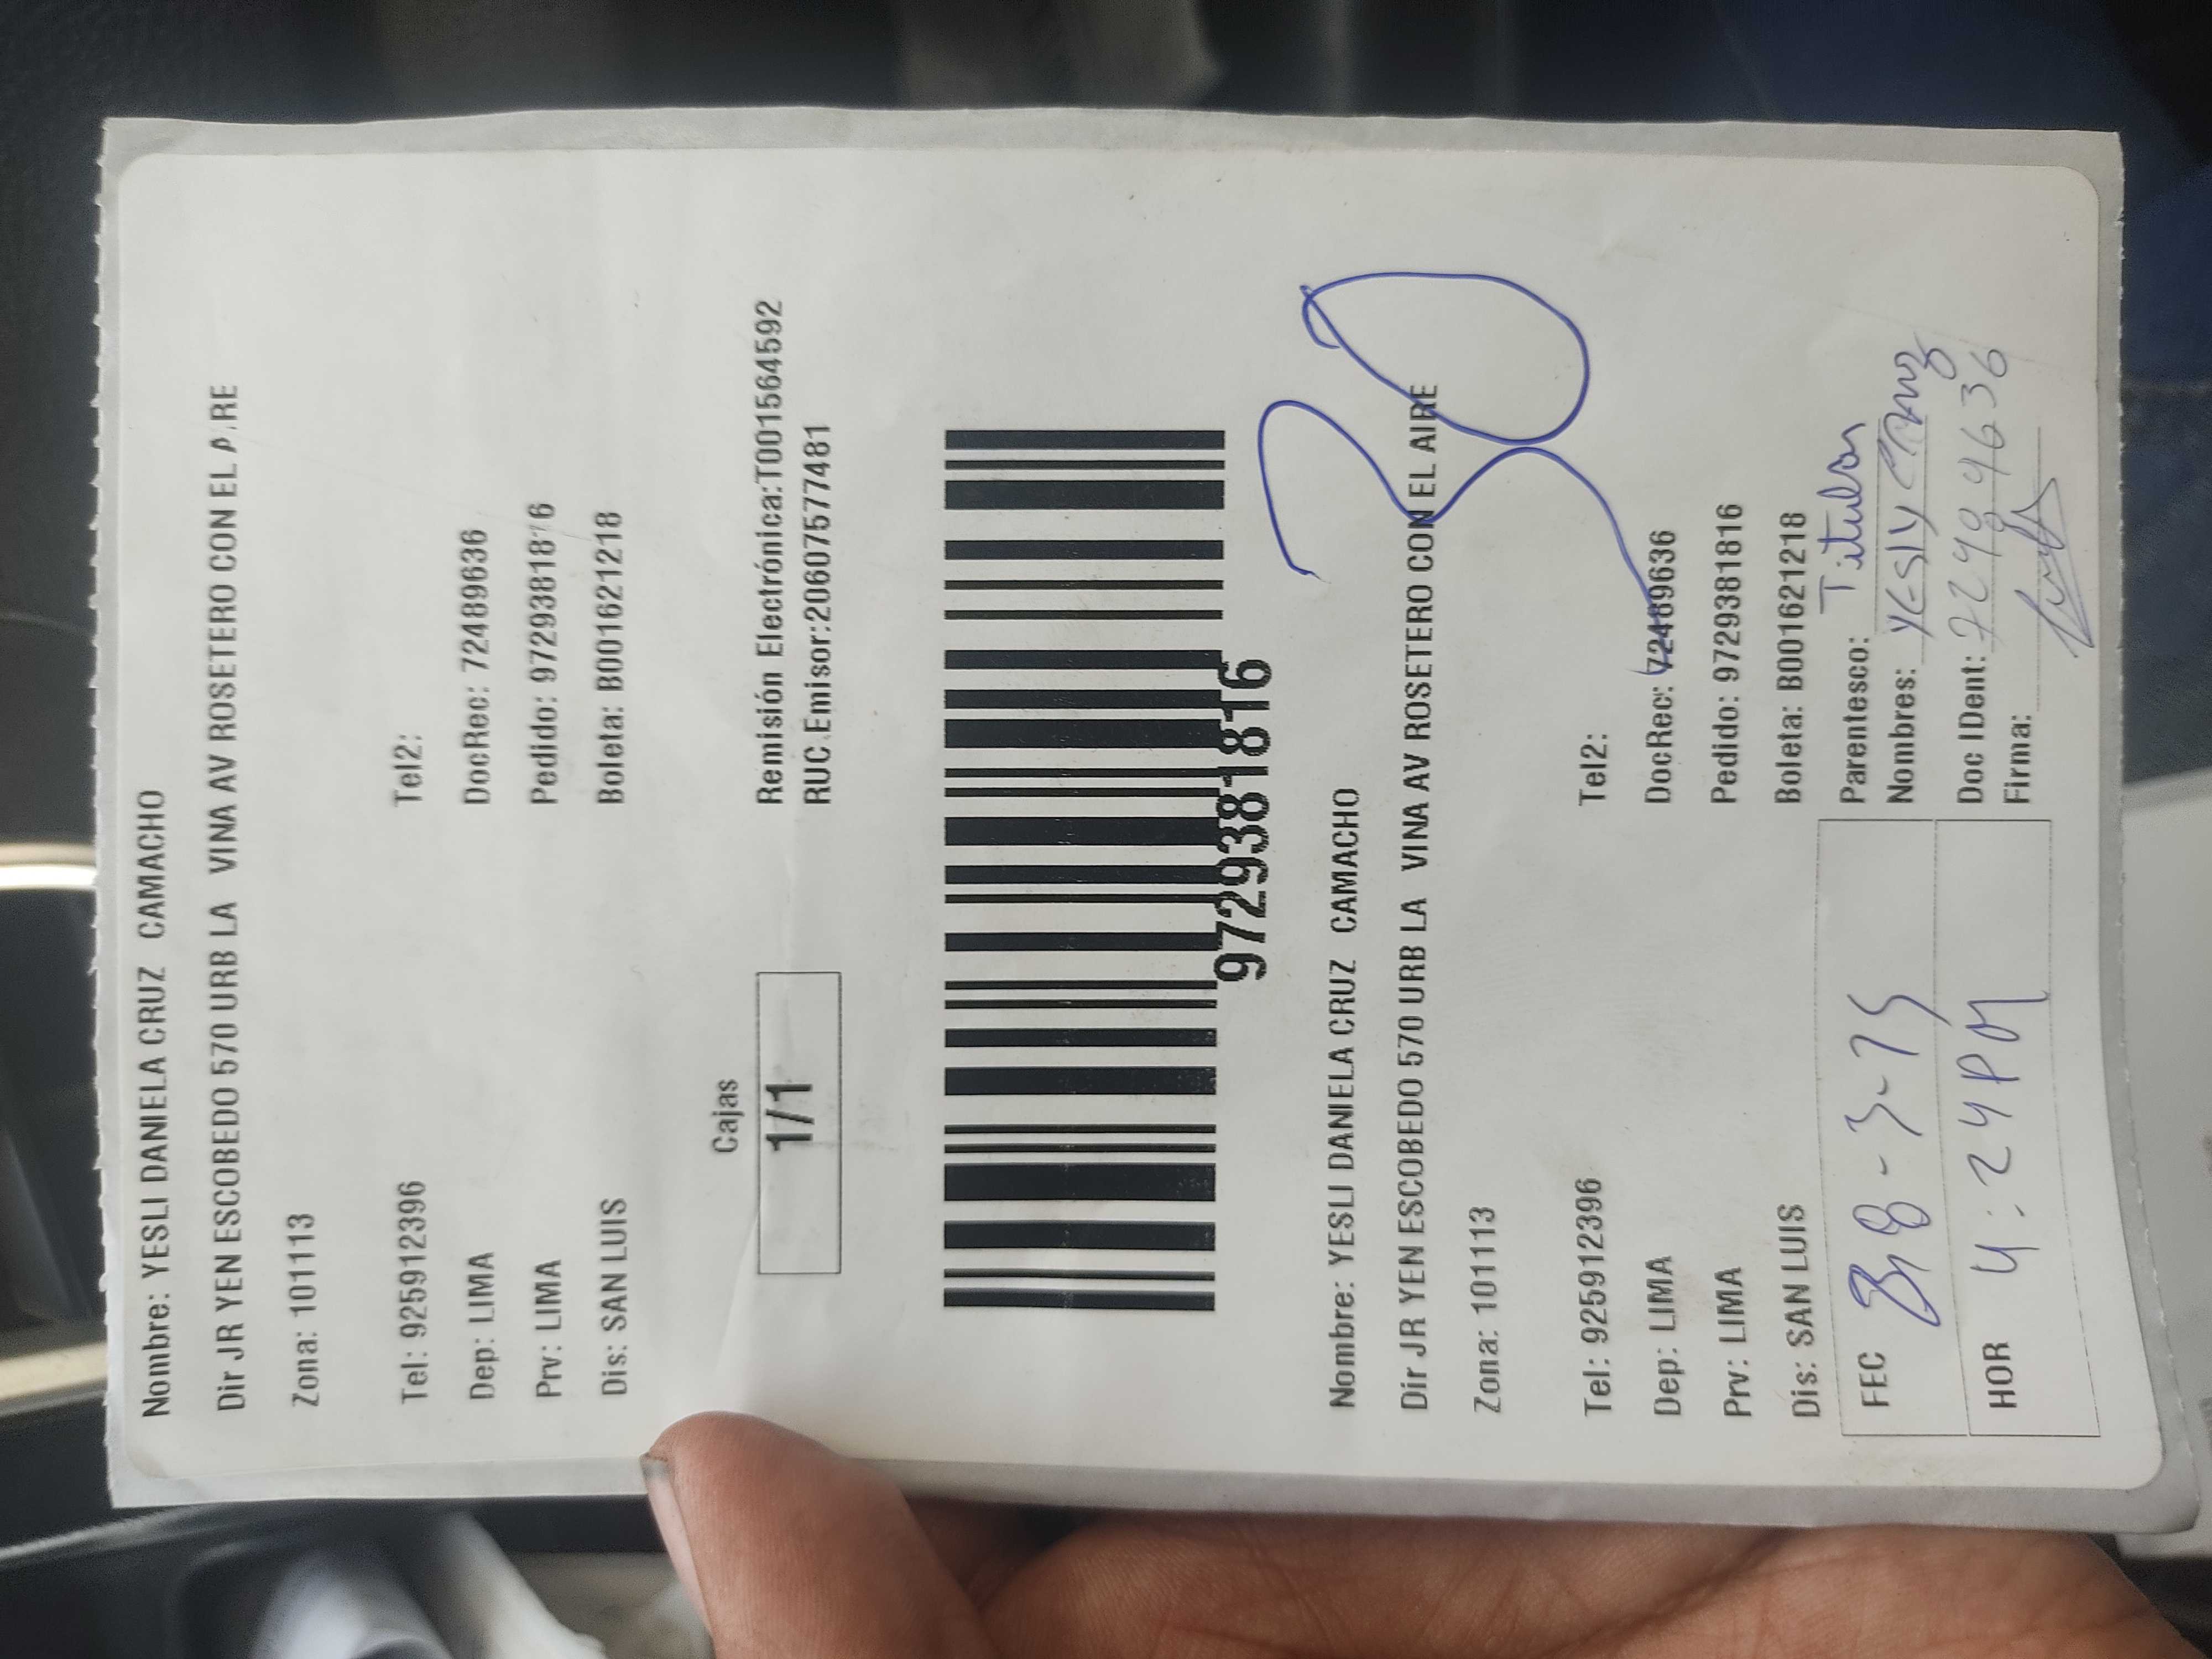 Nombre: YESLI DANIELA CRUZ CAMACHO
Dir JR YEN ESCOBEDO 570 URB LA VINA AV ROSETERO CON EL AIRE
Zona: 101113
Tel: 925912396 Tel2:
Dep: LIMA DocRec: 72489636
Prv: LIMA Pedido: 9729381816
Dis: SAN LUIS Boleta: B001621218
Cajas
1/1
Remisión Electrónica:T001564592
RUC.Emisor:20607577481
9729381816
Nombre: YESLI DANIELA CRUZ CAMACHO
Dir JR YEN ESCOBEDO 570 URB LA VINA AV ROSETERO CON EL AIRE
Zona: 101113
Tel: 925912396 Tel2:
Dep: LIMA DocRec: 72489636
Prv: LIMA Pedido: 9729381816
Dis: SAN LUIS Boleta: B001621218
FEC Parentesco: Titular
Nombres: YESLY CRUZ
HOR 4:24PM Doc IDent: 72489636
Firma: